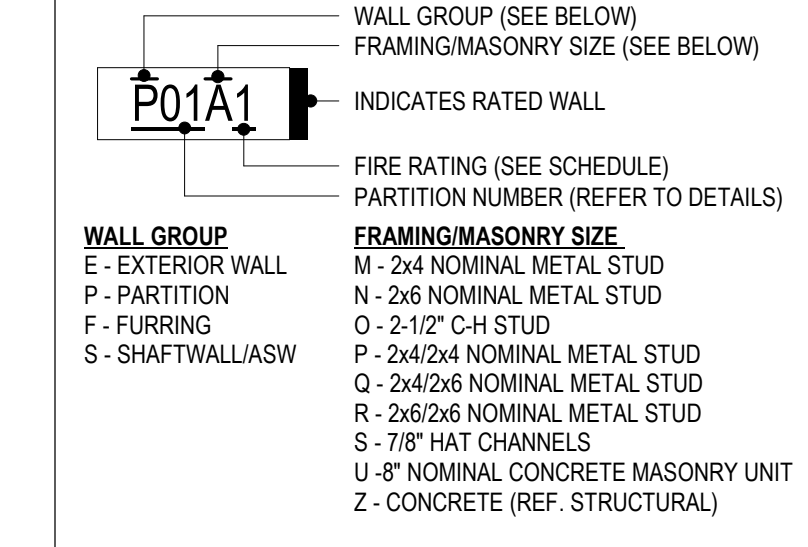 WALL GROUP (SEE BELOW)
FRAMING/MASONRY SIZE (SEE BELOW)
P01A1
INDICATES RATED WALL
FIRE RATING (SEE SCHEDULE)
PARTITION NUMBER (REFER TO DETAILS)
WALL GROUP
E - EXTERIOR WALL
P - PARTITION
F - FURRING
S - SHAFTWALL/ASW
FRAMING/MASONRY SIZE
M - 2x4 NOMINAL METAL STUD
N - 2x6 NOMINAL METAL STUD
O - 2-1/2" C-H STUD
P - 2x4/2x4 NOMINAL METAL STUD
Q - 2x4/2x6 NOMINAL METAL STUD
R - 2x6/2x6 NOMINAL METAL STUD
S - 7/8" HAT CHANNELS
U -8" NOMINAL CONCRETE MASONRY UNIT
Z - CONCRETE (REF. STRUCTURAL)